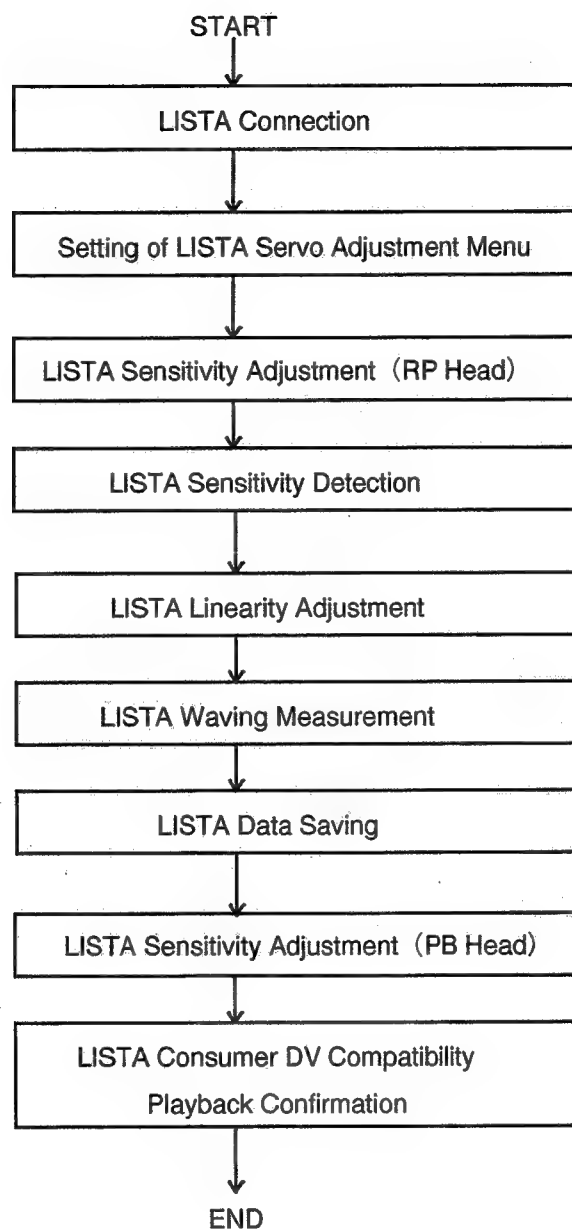 START
LISTA Connection
Setting of LISTA Servo Adjustment Menu
LISTA Sensitivity Adjustment (RP Head)
LISTA Sensitivity Detection
LISTA Linearity Adjustment
LISTA Waving Measurement
LISTA Data Saving
LISTA Sensitivity Adjustment (PB Head)
LISTA Consumer DV Compatibility
Playback Confirmation
END